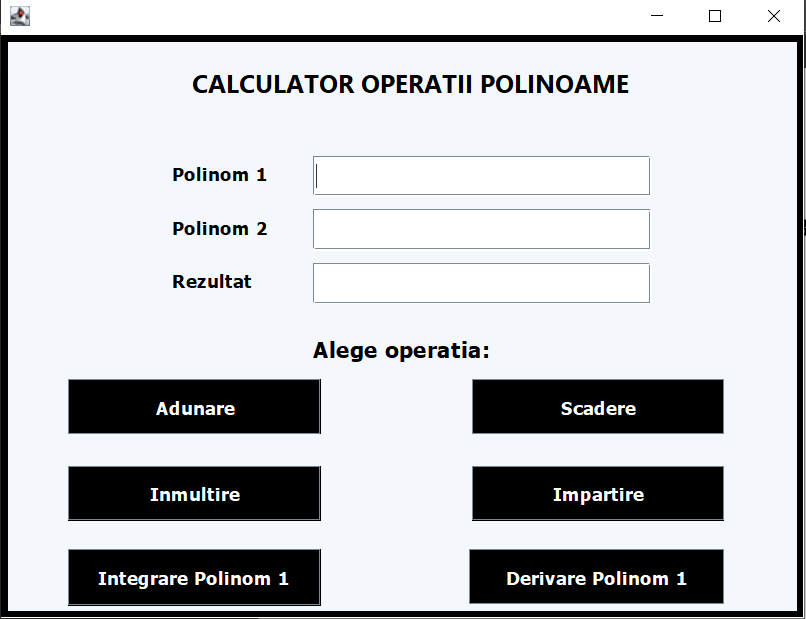 CALCULATOR OPERATII POLINOAME
Polinom 1
Polinom 2
Rezultat
Alege operatia:
Adunare
Scadere
Inmultire
Impartire
Integrare Polinom 1
Derivare Polinom 1